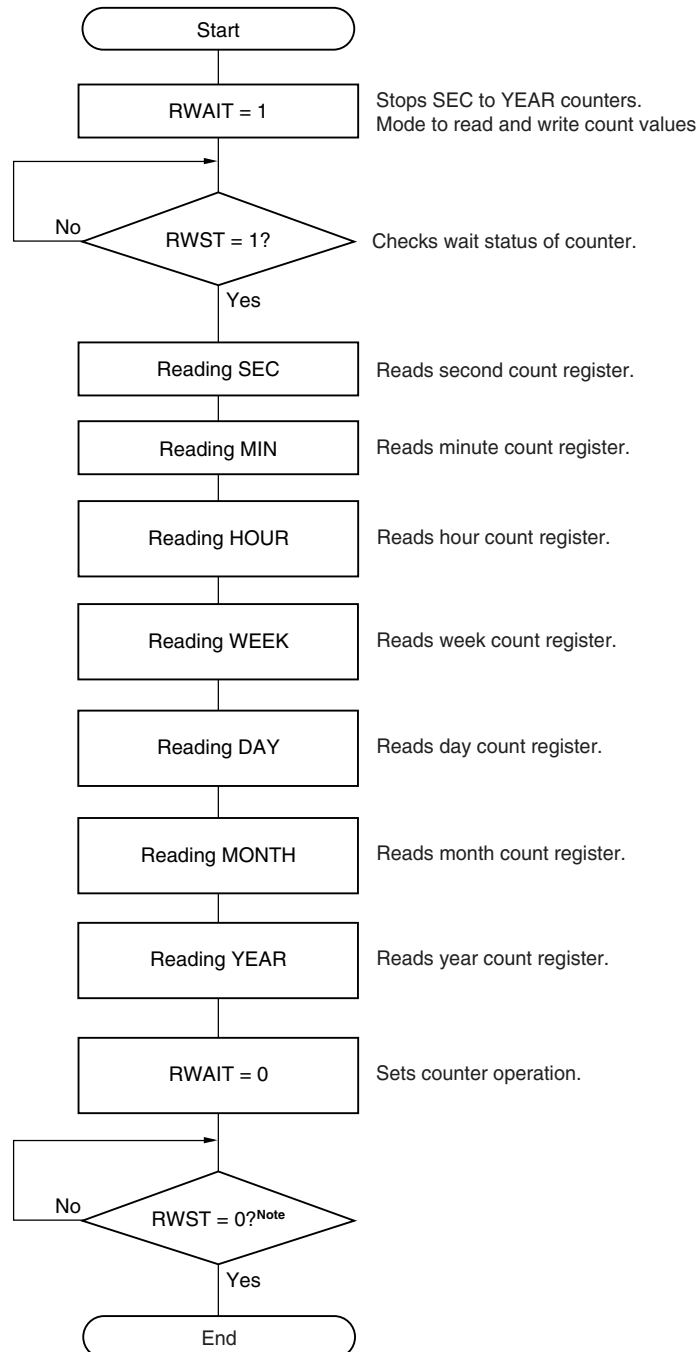 Start
RWAIT = 1
Stops SEC to YEAR counters.
Mode to read and write count values
No
RWST = 1?
Checks wait status of counter.
Yes
Reading SEC
Reads second count register.
Reading MIN
Reads minute count register.
Reading HOUR
Reads hour count register.
Reading WEEK
Reads week count register.
Reading DAY
Reads day count register.
Reading MONTH
Reads month count register.
Reading YEAR
Reads year count register.
RWAIT = 0
Sets counter operation.
No
RWST = 0?Note
Yes
End